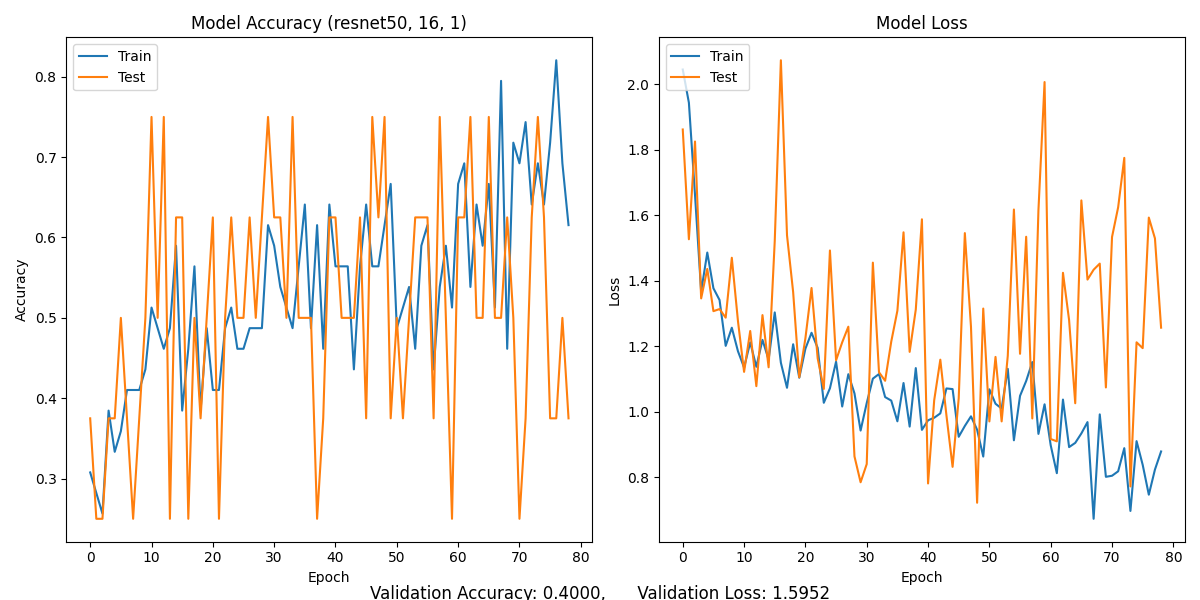 Model Accuracy (resnet50, 16, 1)
Train
Test
0.8
0.7
0.6
0.5
0.4
0.3
Accuracy
0 10 20 30 40 50 60 70 80
Epoch
Model Loss
Train
Test
2.0
1.8
1.6
1.4
1.2
1.0
0.8
Loss
0 10 20 30 40 50 60 70 80
Epoch
Validation Accuracy: 0.4000, Validation Loss: 1.5952